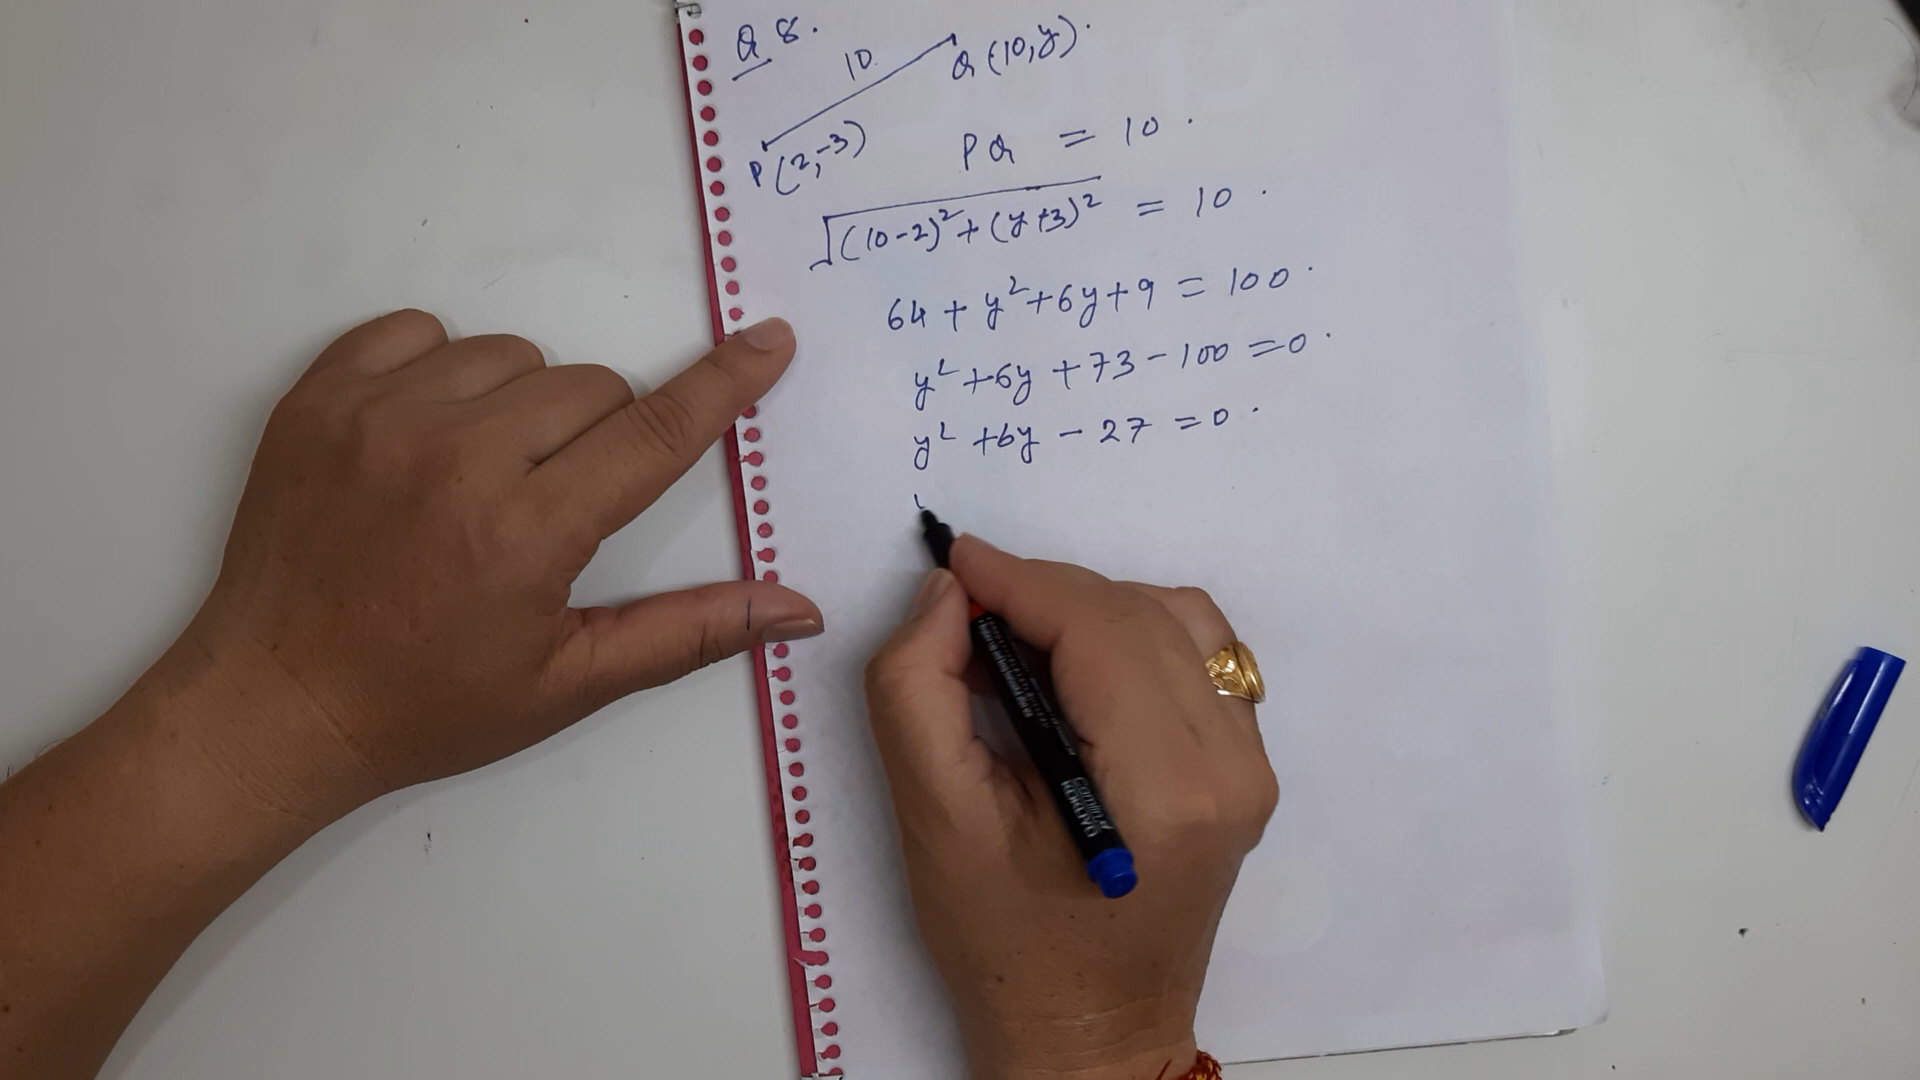 Q 8.
10.
Q (10, y).
P (2, -3)
PQ = 10.
√(10-2)² + (y+3)² = 10.
64 + y² + 6y + 9 = 100.
y² + 6y + 73 - 100 = 0.
y² + 6y - 27 = 0.